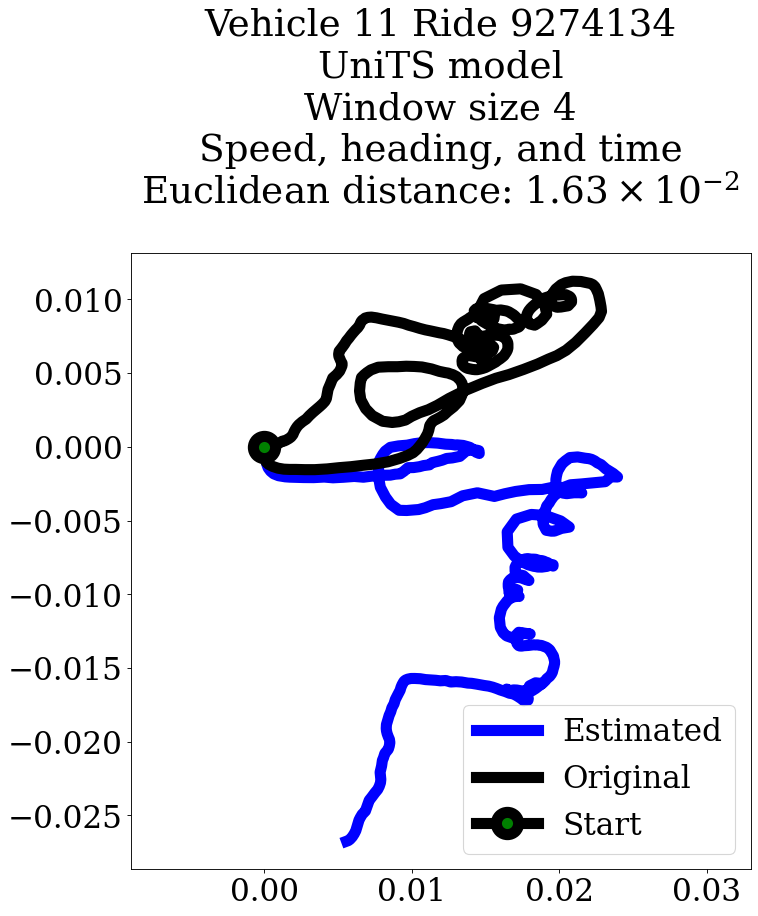 Vehicle 11 Ride 9274134
UniTS model
Window size 4
Speed, heading, and time
Euclidean distance: 1.63 × 10⁻²
0.010
0.005
0.000
−0.005
−0.010
−0.015
−0.020
−0.025
0.00 0.01 0.02 0.03
Estimated
Original
Start